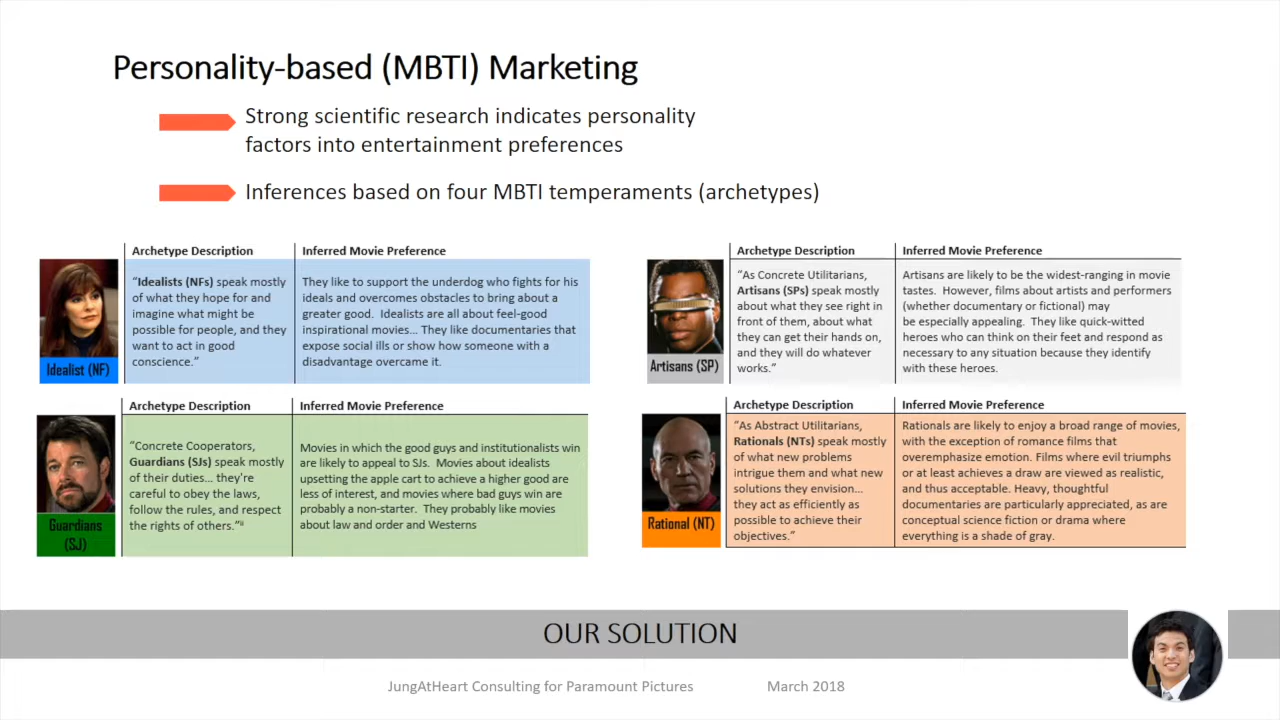 Personality-based (MBTI) Marketing
Strong scientific research indicates personality
factors into entertainment preferences
Inferences based on four MBTI temperaments (archetypes)
Archetype Description
Inferred Movie Preference
“Idealists (NFs) speak mostly
of what they hope for and
imagine what might be
possible for people, and they
want to act in good
conscience.”
They like to support the underdog who fights for his
ideals and overcomes obstacles to bring about a
greater good. Idealists are all about feel-good
inspirational movies... They like documentaries that
expose social ills or show how someone with a
disadvantage overcame it.
Idealist (NF)
Archetype Description
Inferred Movie Preference
“As Concrete Utilitarians,
Artisans (SPs) speak mostly
about what they see right in
front of them, about what
they can get their hands on,
and they will do whatever
works.”
Artisans are likely to be the widest-ranging in movie
tastes. However, films about artists and performers
(whether documentary or fictional) may
be especially appealing. They like quick-witted
heroes who can think on their feet and respond as
necessary to any situation because they identify
with these heroes.
Artisans (SP)
Archetype Description
Inferred Movie Preference
“Concrete Cooperators,
Guardians (SJs) speak mostly
of their duties... they're
careful to obey the laws,
follow the rules, and respect
the rights of others.”
Movies in which the good guys and institutionalists win
are likely to appeal to SJs. Movies about idealists
upsetting the apple cart to achieve a higher good are
less of interest, and movies where bad guys win are
probably a non-starter. They probably like movies
about law and order and Westerns
Guardians
(SJ)
Archetype Description
Inferred Movie Preference
“As Abstract Utilitarians,
Rationals (NTs) speak mostly
of what new problems
intrigue them and what new
solutions they envision...
they act as efficiently as
possible to achieve their
objectives.”
Rationals are likely to enjoy a broad range of movies,
with the exception of romance films that
overemphasize emotion. Films where evil triumphs
or at least achieves a draw are viewed as realistic,
and thus acceptable. Heavy, thoughtful
documentaries are particularly appreciated, as are
conceptual science fiction or drama where
everything is a shade of gray.
Rational (NT)
OUR SOLUTION
JungAtHeart Consulting for Paramount Pictures
March 2018